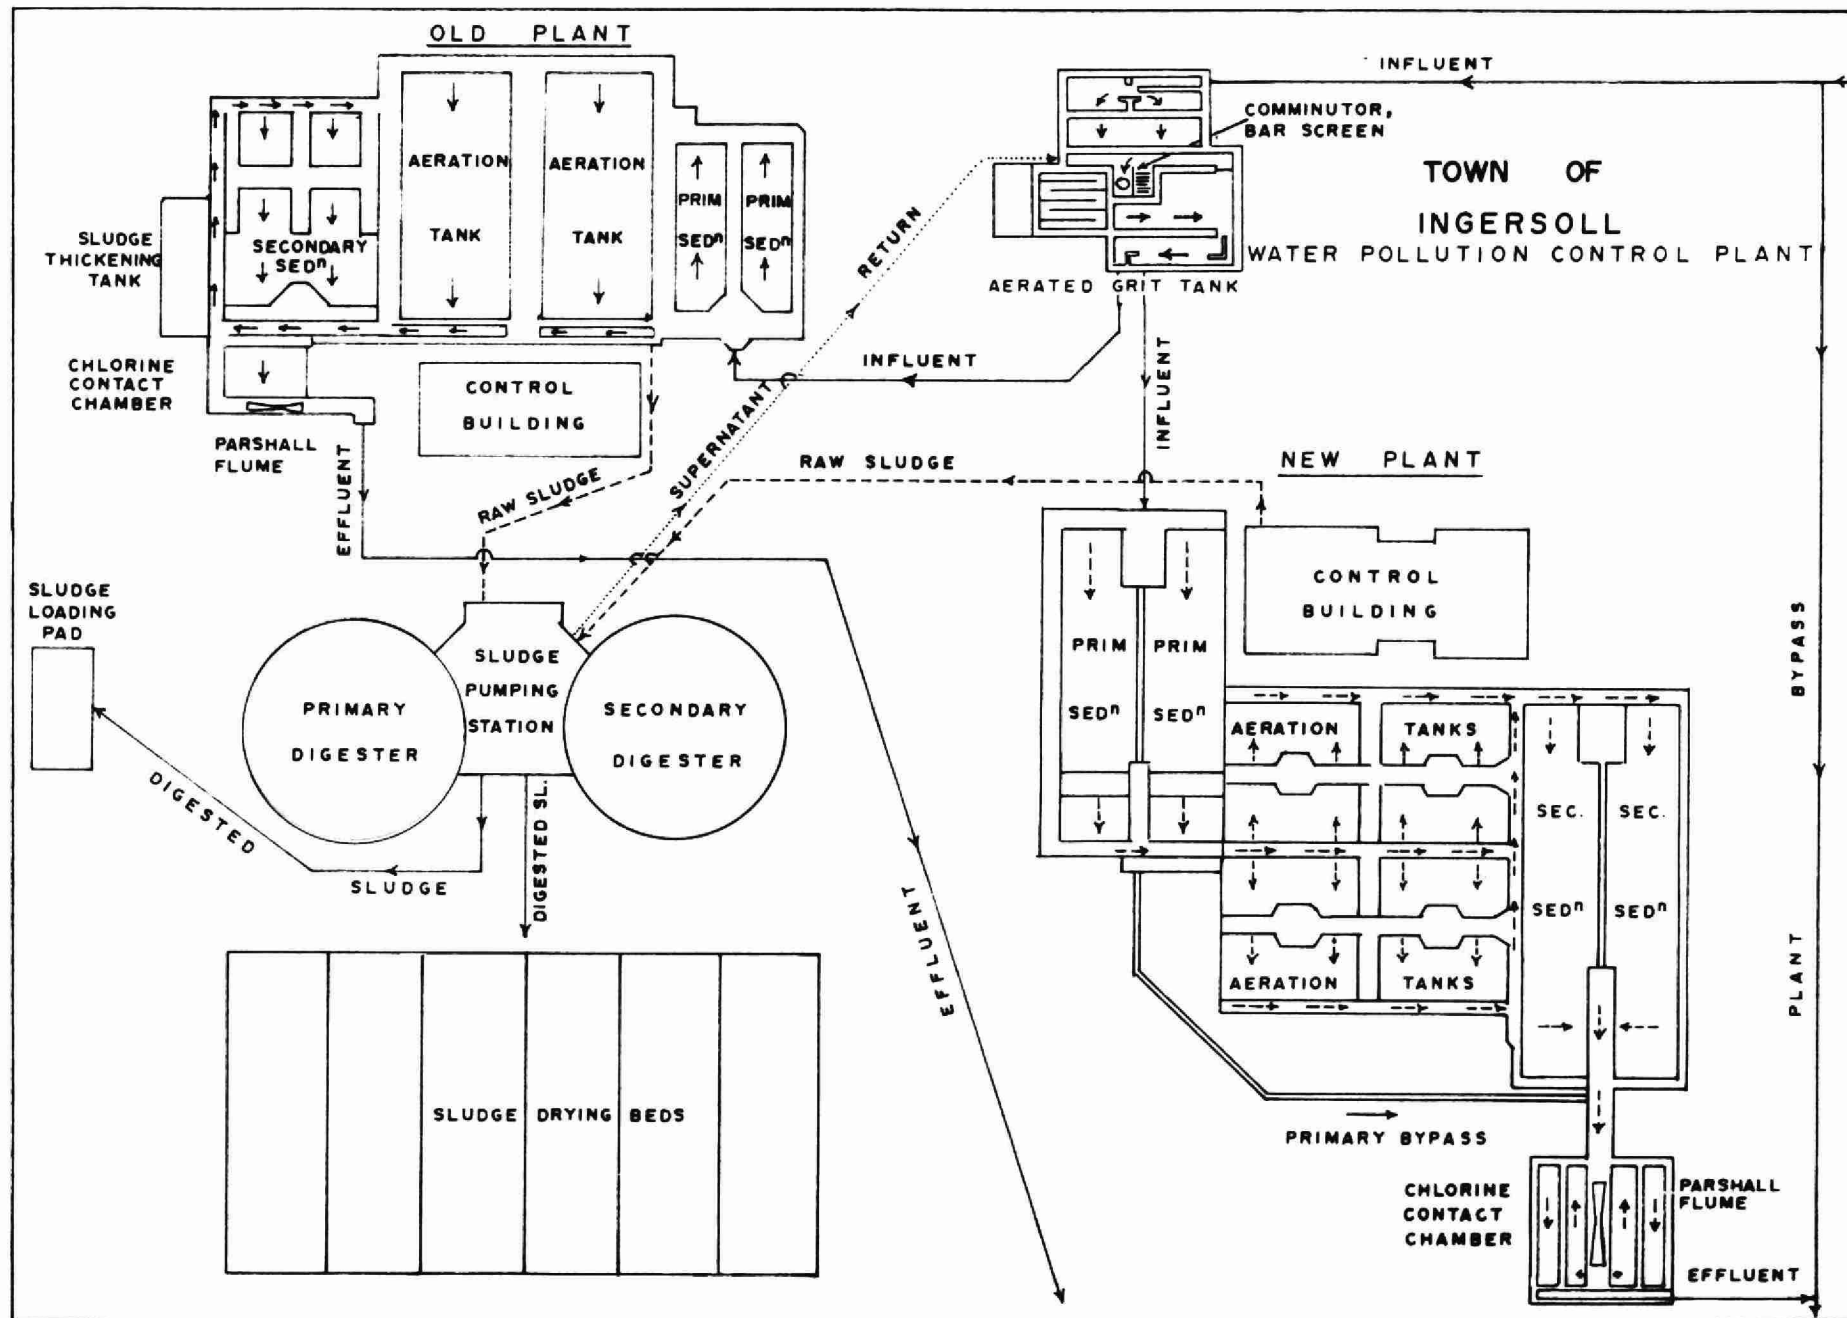 OLD PLANT
INFLUENT
COMMINUTOR,
BAR SCREEN
TOWN OF
INGERSOLL
WATER POLLUTION CONTROL PLANT
AERATION
TANK
AERATION
TANK
PRIM
SEDⁿ
PRIM
SEDⁿ
SECONDARY
SEDⁿ
SLUDGE
THICKENING
TANK
AERATED GRIT TANK
SUPERNATANT
RETURN
INFLUENT
INFLUENT
CHLORINE
CONTACT
CHAMBER
CONTROL
BUILDING
PARSHALL
FLUME
EFFLUENT
RAW SLUDGE
RAW SLUDGE
NEW PLANT
CONTROL
BUILDING
SLUDGE
LOADING
PAD
PRIMARY
DIGESTER
SLUDGE
PUMPING
STATION
SECONDARY
DIGESTER
DIGESTED
SLUDGE
DIGESTED SL.
EFFLUENT
PRIM
SEDⁿ
PRIM
SEDⁿ
AERATION TANKS
AERATION TANKS
SEC.
SEDⁿ
SEC.
SEDⁿ
BYPASS
PLANT
SLUDGE DRYING BEDS
PRIMARY BYPASS
CHLORINE
CONTACT
CHAMBER
PARSHALL
FLUME
EFFLUENT